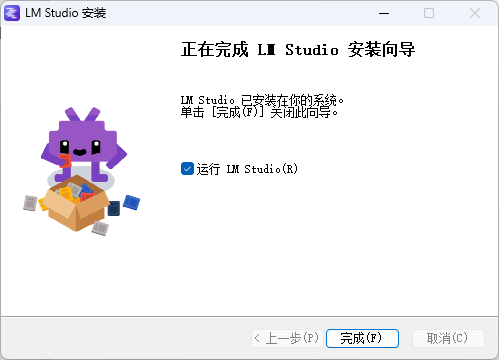 LM Studio 安装
正在完成 LM Studio 安装向导
LM Studio 已安装在你的系统。
单击 [完成(F)] 关闭此向导。
运行 LM Studio(R)
< 上一步(P)
完成(F)
取消(C)